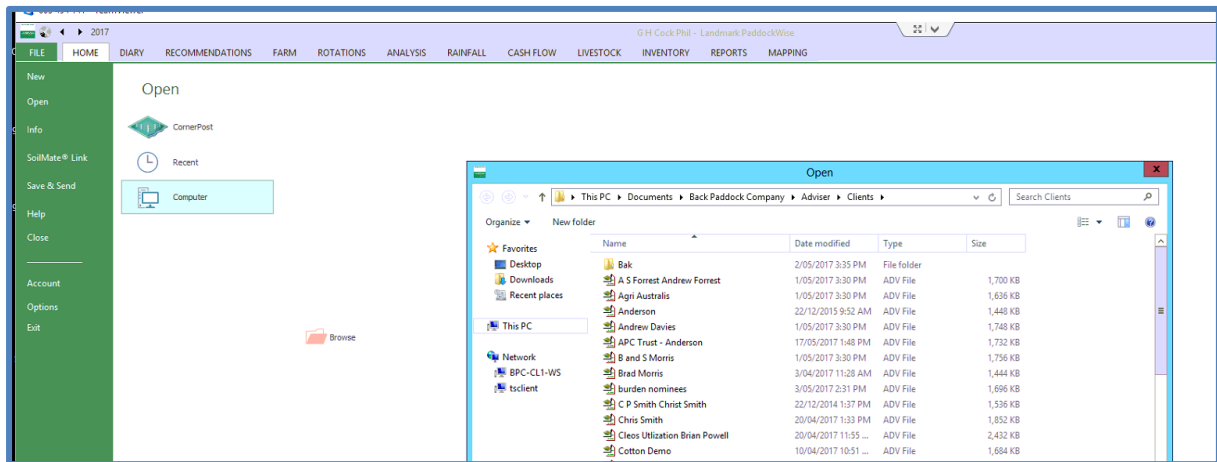 2017
G H Cock Phil - Landmark PaddockWise
FILE HOME DIARY RECOMMENDATIONS FARM ROTATIONS ANALYSIS RAINFALL CASH FLOW LIVESTOCK INVENTORY REPORTS MAPPING
New
Open
Info
SoilMate® Link
Save & Send
Help
Close
Account
Options
Exit
Open
CornerPost
Recent
Computer
Browse
Open
This PC Documents Back Paddock Company Adviser Clients
Search Clients
Organize New folder
Favorites
Desktop
Downloads
Recent places
This PC
Network
BPC-CL1-WS
tsclient
Name Date modified Type Size
Bak 2/05/2017 3:35 PM File folder
A S Forrest Andrew Forrest 1/05/2017 3:30 PM ADV File 1,700 KB
Agri Australis 1/05/2017 3:30 PM ADV File 1,636 KB
Anderson 22/12/2015 9:52 AM ADV File 1,448 KB
Andrew Davies 1/05/2017 3:30 PM ADV File 1,748 KB
APC Trust - Anderson 17/05/2017 1:48 PM ADV File 1,732 KB
B and S Morris 1/05/2017 3:30 PM ADV File 1,756 KB
Brad Morris 3/04/2017 11:28 AM ADV File 1,444 KB
burden nominees 3/05/2017 2:31 PM ADV File 1,696 KB
C P Smith Christ Smith 22/12/2014 1:37 PM ADV File 1,536 KB
Chris Smith 20/04/2017 1:33 PM ADV File 1,852 KB
Cleos Utlization Brian Powell 20/04/2017 11:55 ... ADV File 2,432 KB
Cotton Demo 10/04/2017 10:51 ... ADV File 1,684 KB